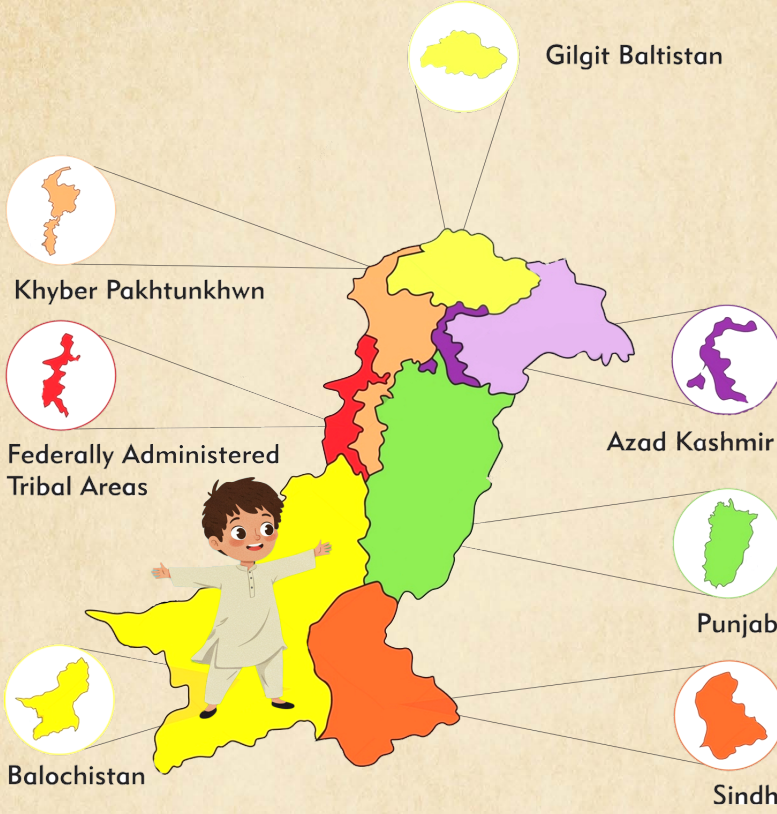 Gilgit Baltistan
Khyber Pakhtunkhwn
Federally Administered
Tribal Areas
Azad Kashmir
Punjab
Balochistan
Sindh